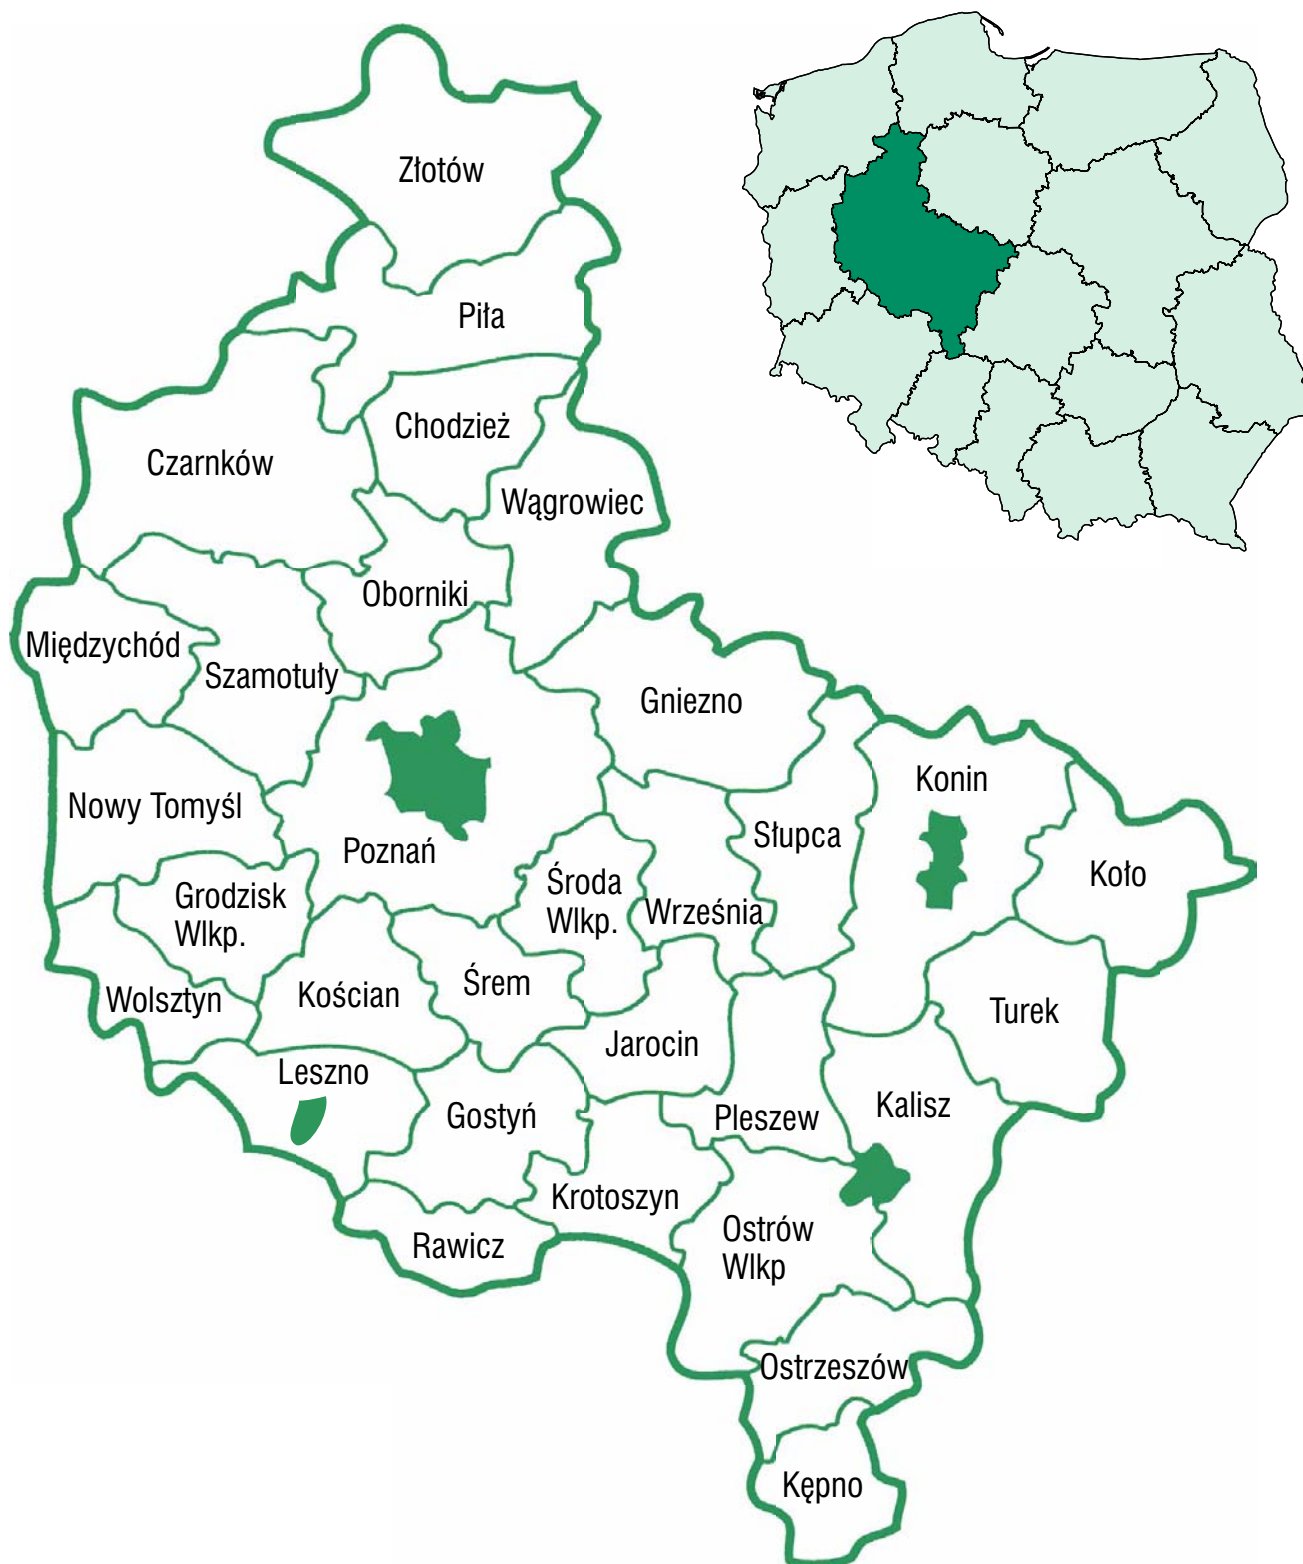 Złotów
Piła
Chodzież
Czarnków
Wągrowiec
Oborniki
Międzychód
Szamotuły
Gniezno
Konin
Nowy Tomyśl
Słupca
Poznań
Koło
Środa
Wlkp.
Grodzisk
Wlkp.
Września
Śrem
Kościan
Wolsztyn
Turek
Jarocin
Leszno
Kalisz
Gostyń
Pleszew
Krotoszyn
Ostrów
Wlkp
Rawicz
Ostrzeszów
Kępno